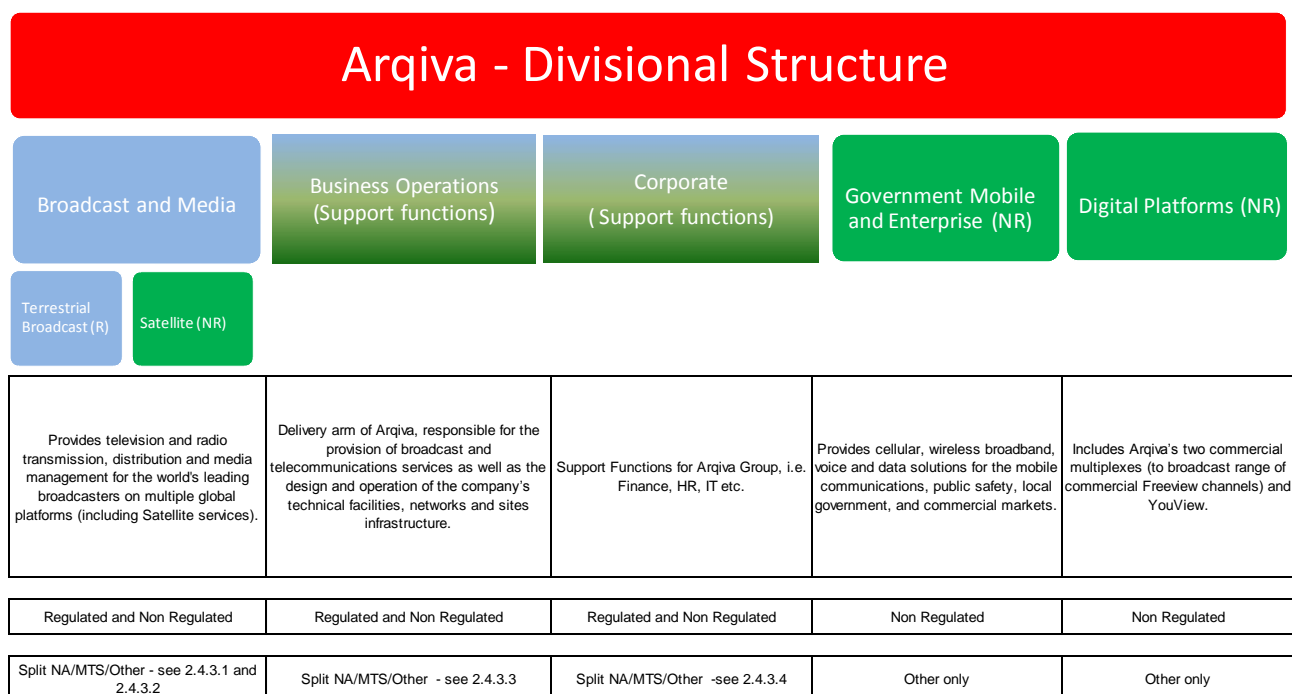 Arqiva - Divisional Structure
Broadcast and Media
Business Operations
(Support functions)
Corporate
( Support functions)
Government Mobile
and Enterprise (NR)
Digital Platforms (NR)
Terrestrial
Broadcast (R)
Satellite (NR)
Provides television and radio
transmission, distribution and media
management for the world's leading
broadcasters on multiple global
platforms (including Satellite services).
Delivery arm of Arqiva, responsible for the
provision of broadcast and
telecommunications services as well as the
design and operation of the company's
technical facilities, networks and sites
infrastructure.
Support Functions for Arqiva Group, i.e.
Finance, HR, IT etc.
Provides cellular, wireless broadband,
voice and data solutions for the mobile
communications, public safety, local
government, and commercial markets.
Includes Arqiva's two commercial
multiplexes (to broadcast range of
commercial Freeview channels) and
YouView.
Regulated and Non Regulated
Regulated and Non Regulated
Regulated and Non Regulated
Non Regulated
Non Regulated
Split NA/MTS/Other - see 2.4.3.1 and
2.4.3.2
Split NA/MTS/Other - see 2.4.3.3
Split NA/MTS/Other -see 2.4.3.4
Other only
Other only